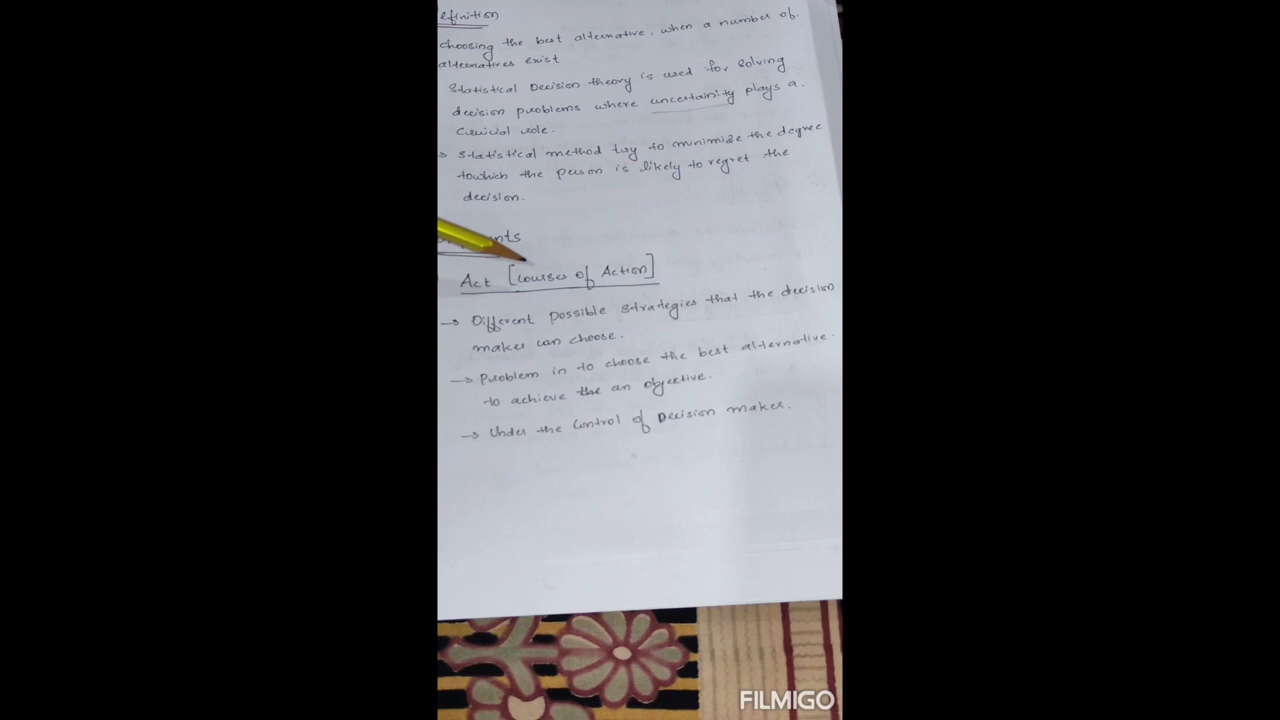 efinition
choosing the best alternative, when a number of.
alternatives exist
Statistical Decision theory is used for solving
decision problems where uncertainity plays a.
Crucial role.
Statistical method try to minimize the degree
towhich the person is likely to regret the
decision.
nts
Act [courses of Action]
→ Different possible strategies that the decision
maker can choose.
→ Problem in to choose the best alternative.
to achieve the an objective.
→ Under the control of Decision maker.
FILMIGO